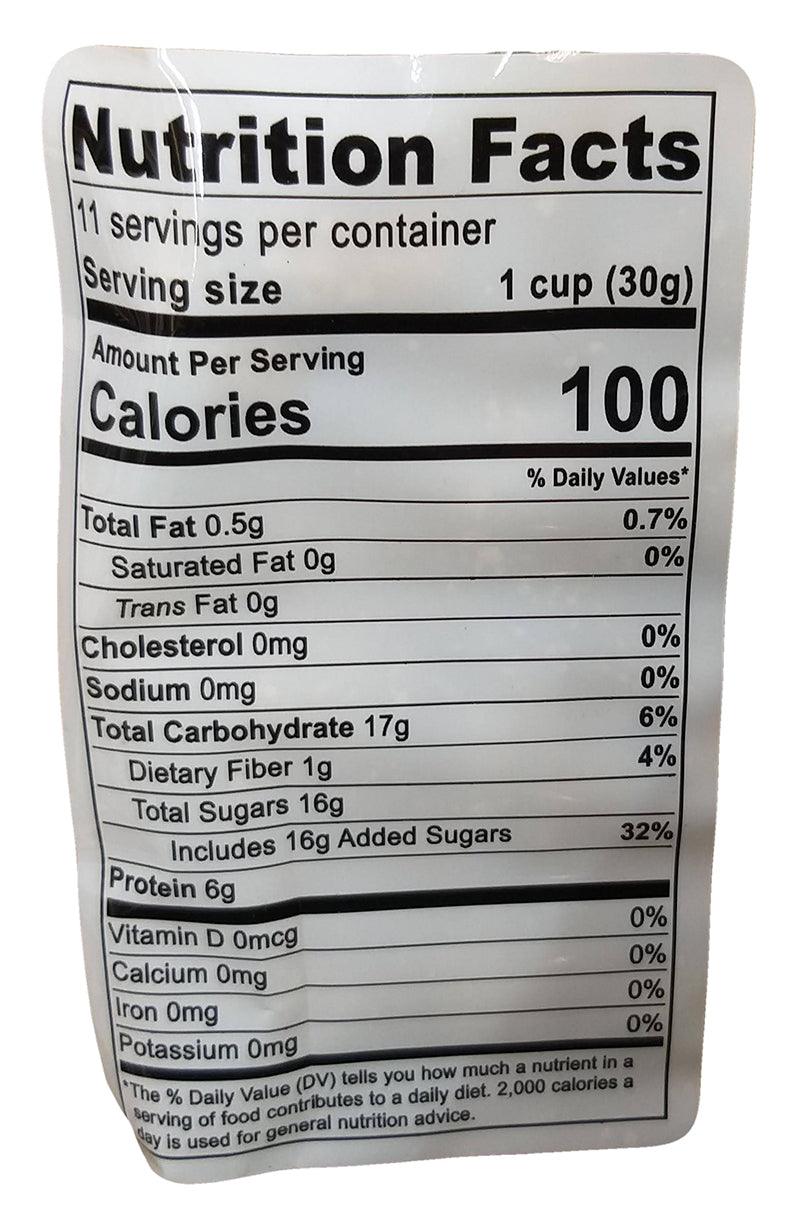 Nutrition Facts
11 servings per container
Serving size 1 cup (30g)
Amount Per Serving
Calories 100
% Daily Values*
Total Fat 0.5g 0.7%
Saturated Fat 0g 0%
Trans Fat 0g
Cholesterol 0mg 0%
Sodium 0mg 0%
Total Carbohydrate 17g 6%
Dietary Fiber 1g 4%
Total Sugars 16g
Includes 16g Added Sugars 32%
Protein 6g
Vitamin D 0mcg 0%
Calcium 0mg 0%
Iron 0mg 0%
Potassium 0mg 0%
*The % Daily Value (DV) tells you how much a nutrient in a
serving of food contributes to a daily diet. 2,000 calories a
day is used for general nutrition advice.